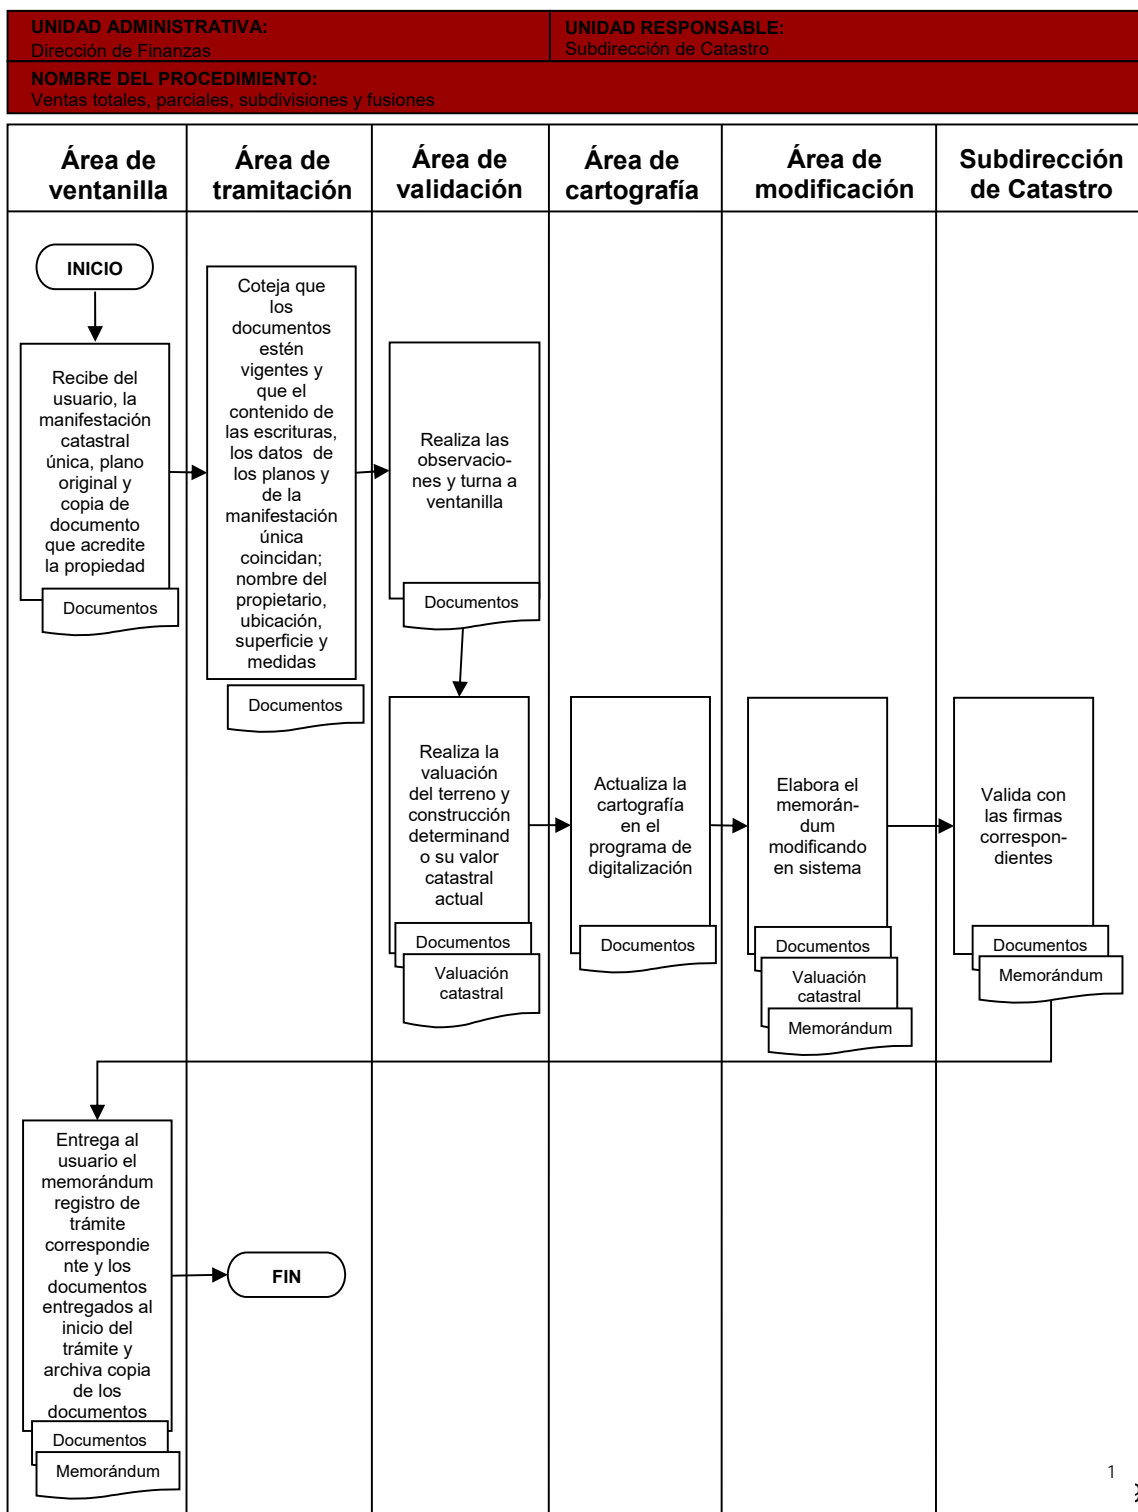 UNIDAD ADMINISTRATIVA:
Dirección de Finanzas
UNIDAD RESPONSABLE:
Subdirección de Catastro
NOMBRE DEL PROCEDIMIENTO:
Ventas totales, parciales, subdivisiones y fusiones
Área de
ventanilla
Área de
tramitación
Área de
validación
Área de
cartografía
Área de
modificación
Subdirección
de Catastro
INICIO
Recibe del
usuario, la
manifestación
catastral
única, plano
original y
copia de
documento
que acredite
la propiedad
Documentos
Coteja que
los
documentos
estén
vigentes y
que el
contenido de
las escrituras,
los datos de
los planos y
de la
manifestación
única
coincidan;
nombre del
propietario,
ubicación,
superficie y
medidas
Documentos
Realiza las
observacio-
nes y turna a
ventanilla
Documentos
Realiza la
valuación
del terreno y
construcción
determinand
o su valor
catastral
actual
Documentos
Valuación
catastral
Actualiza la
cartografía
en el
programa de
digitalización
Documentos
Elabora el
memorán-
dum
modificando
en sistema
Documentos
Valuación
catastral
Memorándum
Valida con
las firmas
correspon-
dientes
Documentos
Memorándum
Entrega al
usuario el
memorándum
registro de
trámite
correspondie
nte y los
documentos
entregados al
inicio del
trámite y
archiva copia
de los
documentos
Documentos
Memorándum
FIN
1